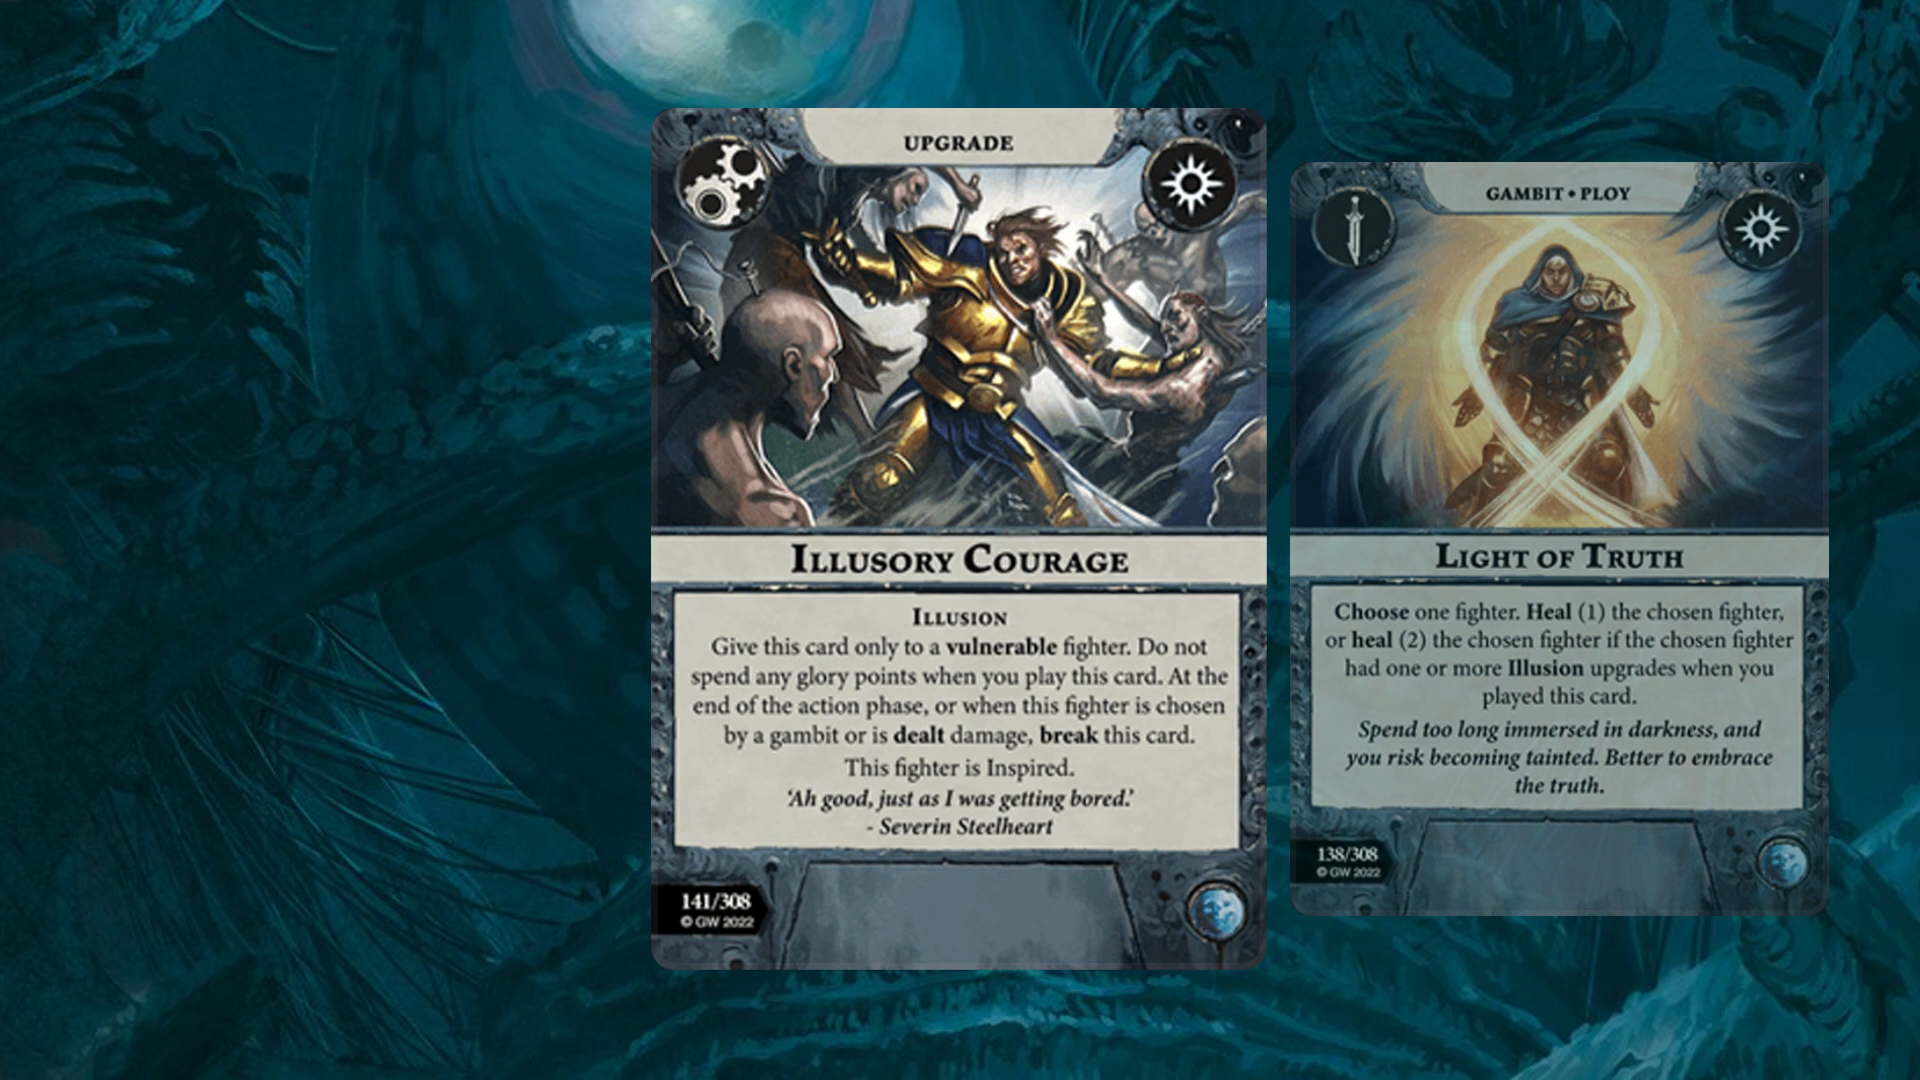 UPGRADE
ILLUSORY COURAGE
ILLUSION
Give this card only to a vulnerable fighter. Do not
spend any glory points when you play this card. At the
end of the action phase, or when this fighter is chosen
by a gambit or is dealt damage, break this card.
This fighter is Inspired.
‘Ah good, just as I was getting bored.’
- Severin Steelheart
141/308
© GW 2022
GAMBIT • PLOY
LIGHT OF TRUTH
Choose one fighter. Heal (1) the chosen fighter,
or heal (2) the chosen fighter if the chosen fighter
had one or more Illusion upgrades when you
played this card.
Spend too long immersed in darkness, and
you risk becoming tainted. Better to embrace
the truth.
138/308
© GW 2022